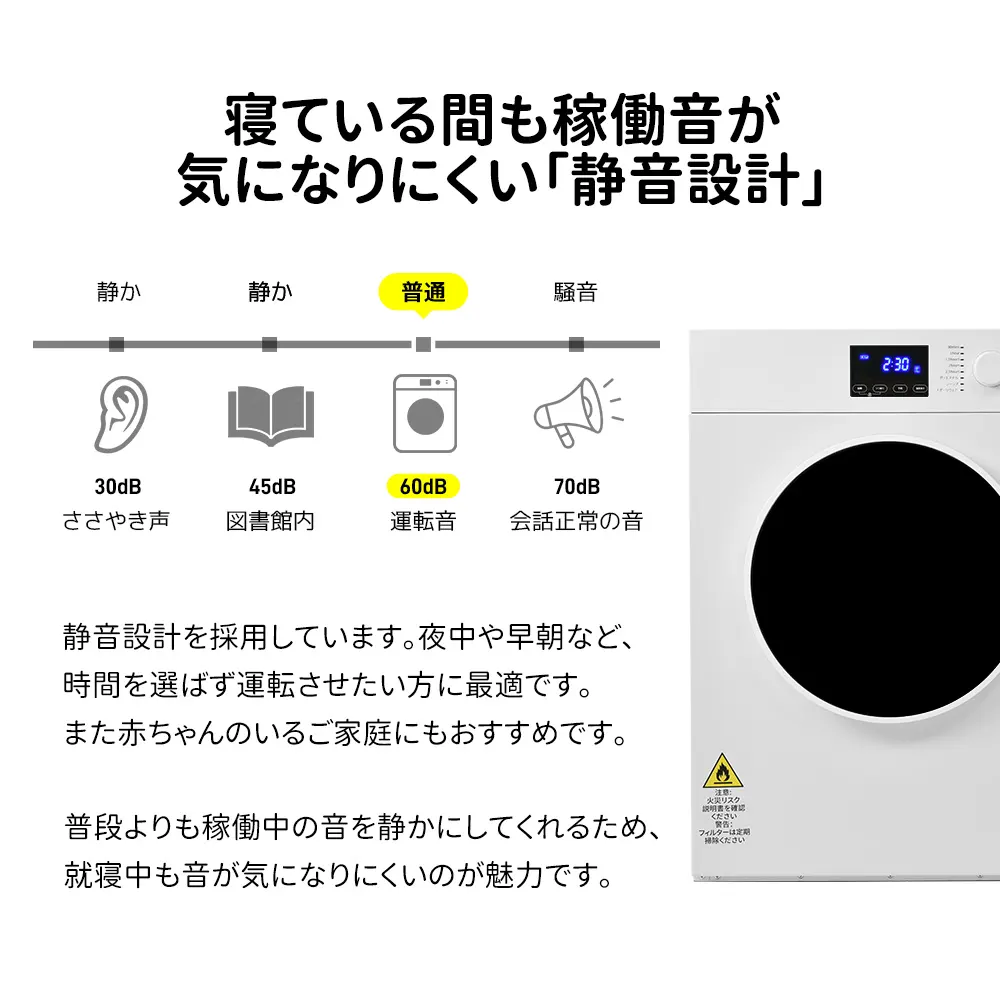 寝ている間も稼働音が
気になりにくい「静音設計」
静か
静か
普通
騒音
30dB
45dB
60dB
70dB
ささやき声
図書館内
運転音
会話正常の音
静音設計を採用しています。夜中や早朝など、
時間を選ばず運転させたい方に最適です。
また赤ちゃんのいるご家庭にもおすすめです。
普段よりも稼働中の音を静かにしてくれるため、
就寝中も音が気になりにくいのが魅力です。
2:30
注意:
火災リスク
説明書を確認
ください
警告:
フィルターは定期
掃除ください